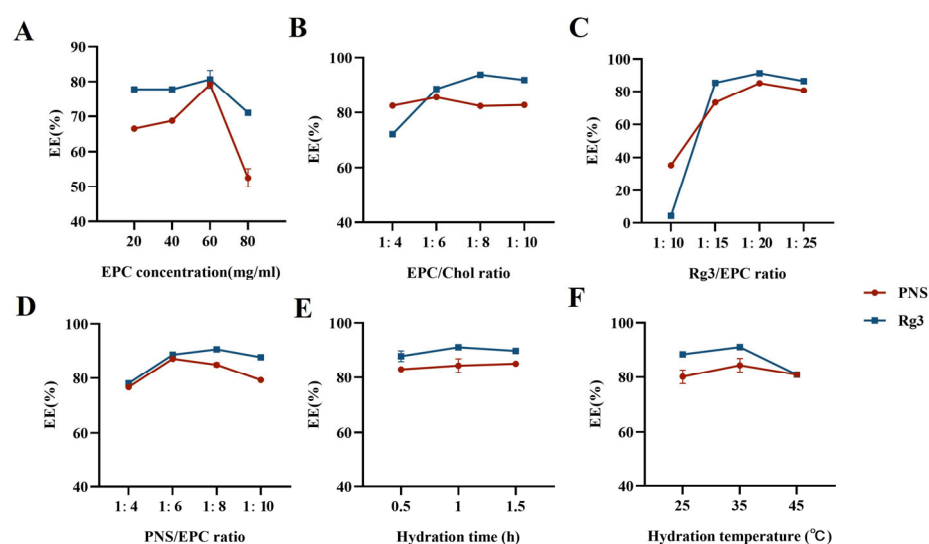 A
EE(%)
90
80
70
60
50
40
20 40 60 80
EPC concentration(mg/ml)
B
EE(%)
100
80
60
40
1: 4 1: 6 1: 8 1: 10
EPC/Chol ratio
C
EE(%)
100
80
60
40
20
0
1: 10 1: 15 1: 20 1: 25
Rg3/EPC ratio
PNS
Rg3
D
EE(%)
100
80
60
40
1: 4 1: 6 1: 8 1: 10
PNS/EPC ratio
E
EE(%)
100
80
60
40
0.5 1 1.5
Hydration time (h)
F
EE(%)
100
80
60
40
25 35 45
Hydration temperature (℃)